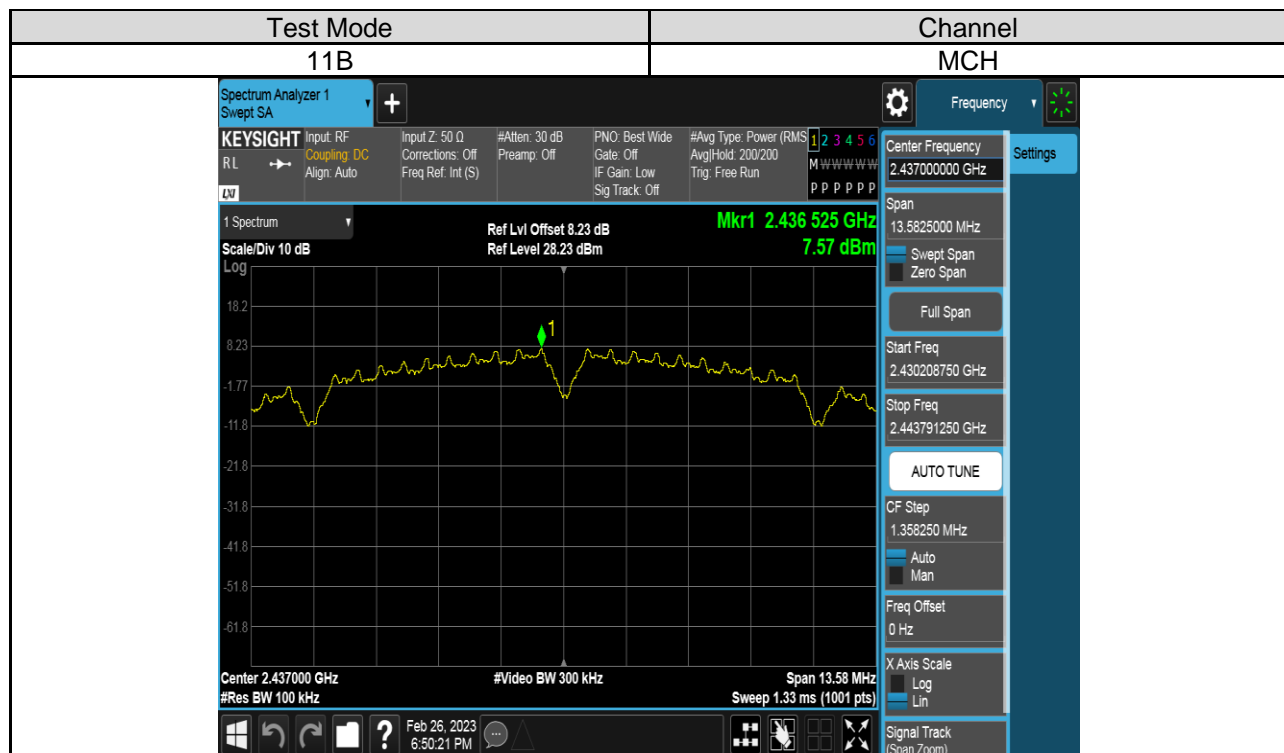 Test Mode Channel
11B MCH
Spectrum Analyzer 1
Swept SA
Frequency
Settings
KEYSIGHT
RL
LXI
Input: RF
Coupling: DC
Align: Auto
Input Z: 50 Ω
Corrections: Off
Freq Ref: Int (S)
#Atten: 30 dB
Preamp: Off
PNO: Best Wide
Gate: Off
IF Gain: Low
Sig Track: Off
#Avg Type: Power (RMS
Avg|Hold: 200/200
Trig: Free Run
1 2 3 4 5 6
M W W W W W
P P P P P P
1 Spectrum
Scale/Div 10 dB
Log
Ref Lvl Offset 8.23 dB
Ref Level 28.23 dBm
Mkr1 2.436 525 GHz
7.57 dBm
1
18.2
8.23
-1.77
-11.8
-21.8
-31.8
-41.8
-51.8
-61.8
Center 2.437000 GHz
#Res BW 100 kHz
#Video BW 300 kHz
Span 13.58 MHz
Sweep 1.33 ms (1001 pts)
Center Frequency
2.437000000 GHz
Span
13.5825000 MHz
Swept Span
Zero Span
Full Span
Start Freq
2.430208750 GHz
Stop Freq
2.443791250 GHz
AUTO TUNE
CF Step
1.358250 MHz
Auto
Man
Freq Offset
0 Hz
X Axis Scale
Log
Lin
Signal Track
(Span Zoom)
Feb 26, 2023
6:50:21 PM